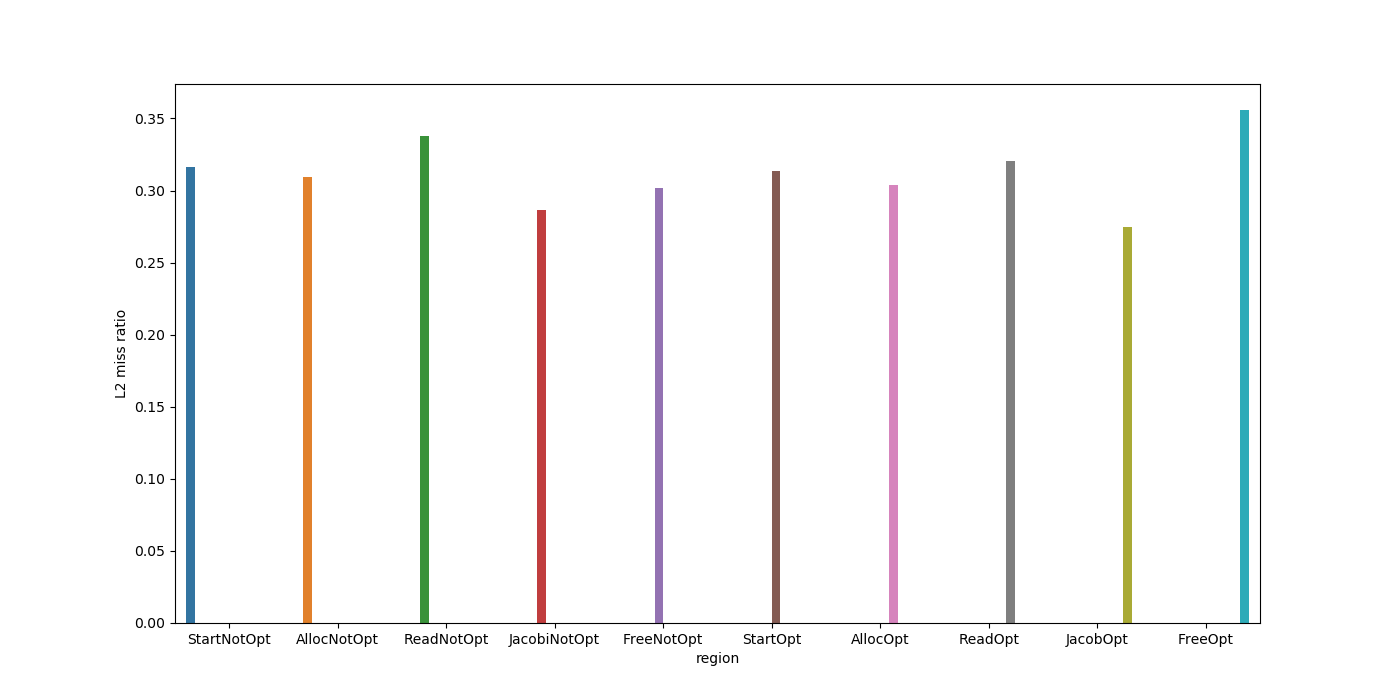 0.35
0.30
0.25
0.20
0.15
0.10
0.05
0.00
L2 miss ratio
StartNotOpt AllocNotOpt ReadNotOpt JacobiNotOpt FreeNotOpt StartOpt AllocOpt ReadOpt JacobOpt FreeOpt
region